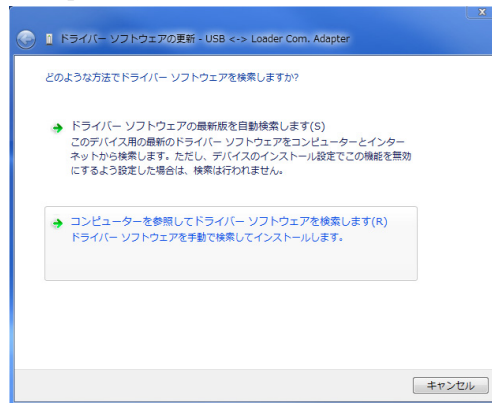 ドライバー ソフトウェアの更新 - USB <-> Loader Com. Adapter
どのような方法でドライバー ソフトウェアを検索しますか?
ドライバー ソフトウェアの最新版を自動検索します(S)
このデバイス用の最新のドライバー ソフトウェアをコンピューターとインター
ネットから検索します。ただし、デバイスのインストール設定でこの機能を無効
にするよう設定した場合は、検索は行われません。
コンピューターを参照してドライバー ソフトウェアを検索します(R)
ドライバー ソフトウェアを手動で検索してインストールします。
キャンセル